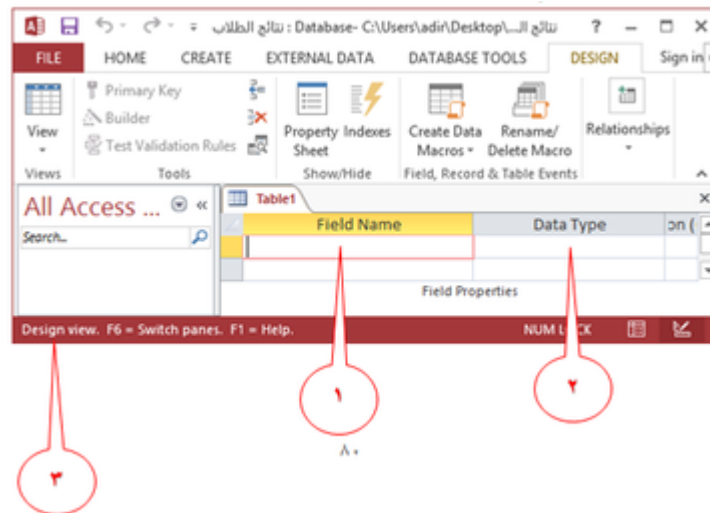 نتائج الطلاب : Database- C:\Users\adir\Desktop\نتائج الـ...
?
FILE HOME CREATE EXTERNAL DATA DATABASE TOOLS DESIGN Sign in
View
Primary Key
Builder
Test Validation Rules
Property Sheet
Indexes
Create Data Macros
Rename/ Delete Macro
Relationships
Views Tools Show/Hide Field, Record & Table Events
All Access ...
Search..
Table1
Field Name Data Type on (
Field Properties
Design view. F6 = Switch panes. F1 = Help. NUM L CK
١
٢
٨٠
٣